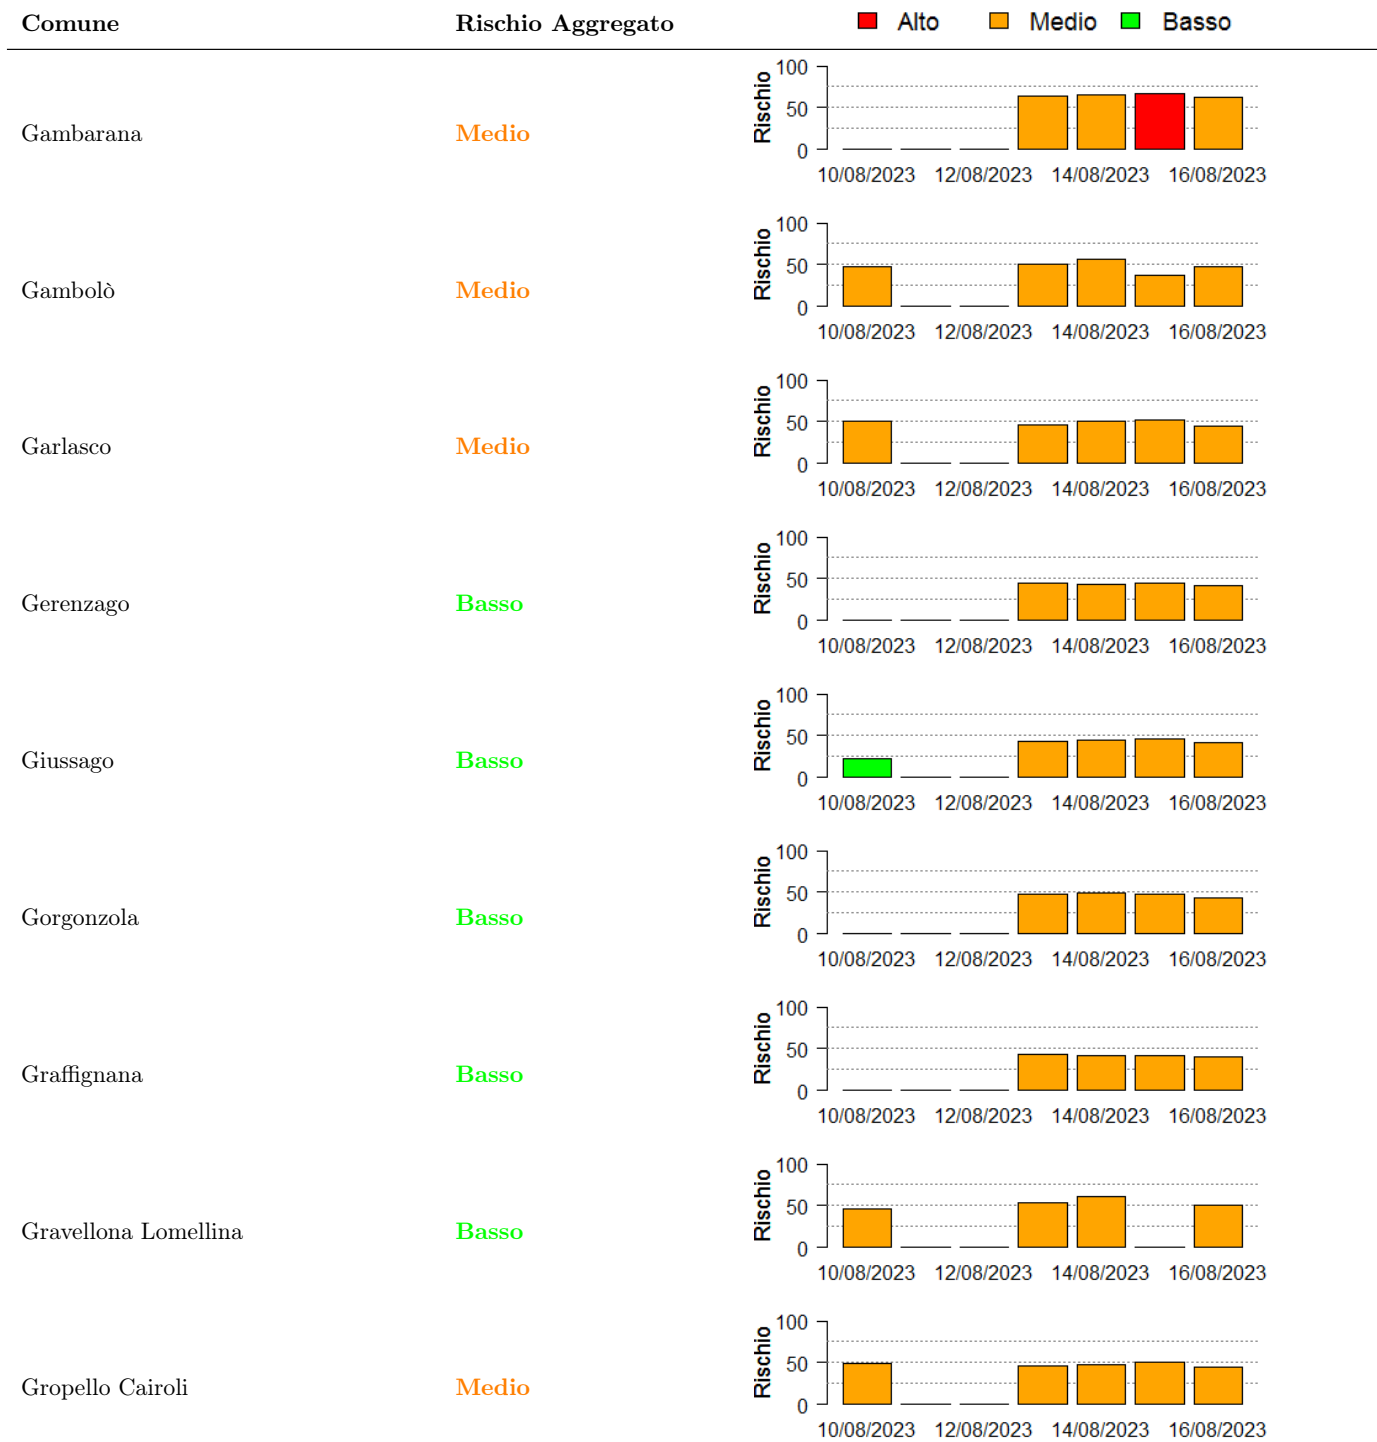 Comune Rischio Aggregato Alto Medio Basso
Gambarana Medio
Rischio
100
50
0
10/08/2023 12/08/2023 14/08/2023 16/08/2023
Gambolò Medio
Rischio
100
50
0
10/08/2023 12/08/2023 14/08/2023 16/08/2023
Garlasco Medio
Rischio
100
50
0
10/08/2023 12/08/2023 14/08/2023 16/08/2023
Gerenzago Basso
Rischio
100
50
0
10/08/2023 12/08/2023 14/08/2023 16/08/2023
Giussago Basso
Rischio
100
50
0
10/08/2023 12/08/2023 14/08/2023 16/08/2023
Gorgonzola Basso
Rischio
100
50
0
10/08/2023 12/08/2023 14/08/2023 16/08/2023
Graffignana Basso
Rischio
100
50
0
10/08/2023 12/08/2023 14/08/2023 16/08/2023
Gravellona Lomellina Basso
Rischio
100
50
0
10/08/2023 12/08/2023 14/08/2023 16/08/2023
Gropello Cairoli Medio
Rischio
100
50
0
10/08/2023 12/08/2023 14/08/2023 16/08/2023